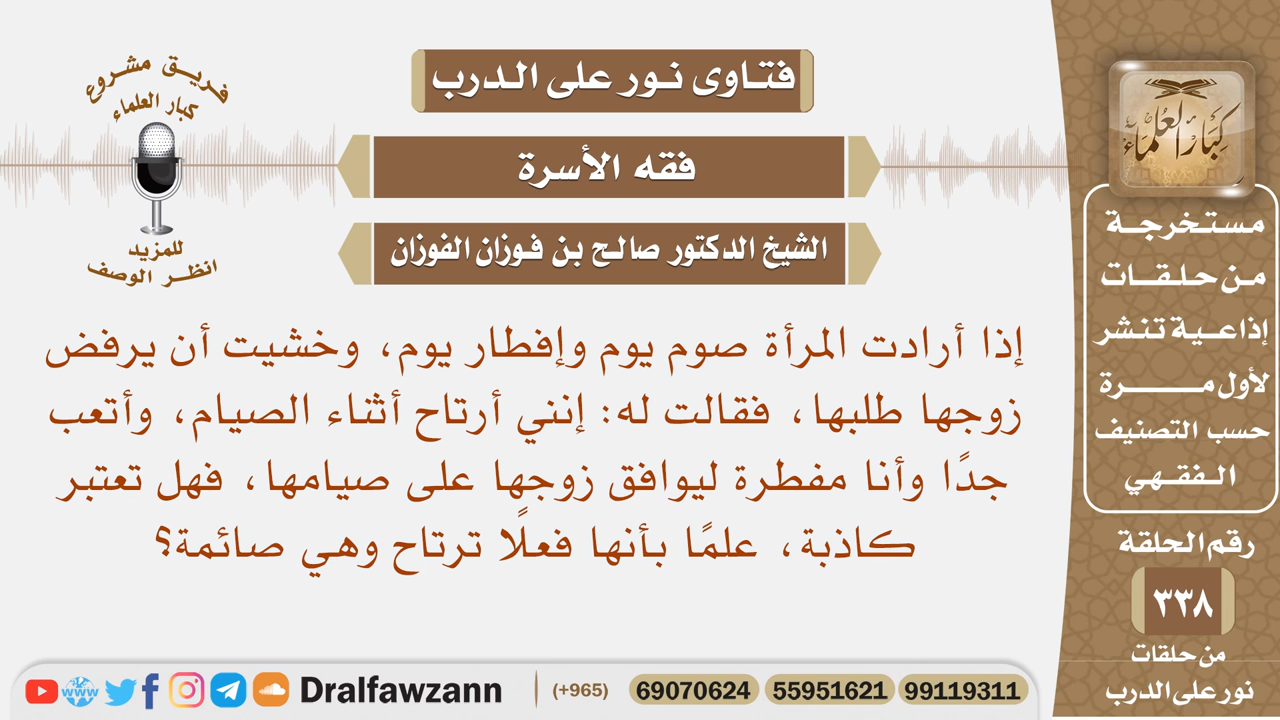 فتاوى نور على الدرب
فقه الأسرة
الشيخ الدكتور صالح بن فوزان الفوزان
إذا أرادت المرأة صوم يوم وإفطار يوم، وخشيت أن يرفض
زوجها طلبها، فقالت له: إنني أرتاح أثناء الصيام، وأتعب
جدًا وأنا مفطرة ليوافق زوجها على صيامها، فهل تعتبر
كاذبة، علمًا بأنها فعلًا ترتاح وهي صائمة؟
فريق مشروع
كبار العلماء
للمزيد
انظر الوصف
كبار العلماء
مستخرجة
من حلقات
إذاعية تنشر
لأول مرة
حسب التصنيف
الفقهي
رقم الحلقة
٣٣٨
من حلقات
نور على الدرب
www
Dralfawzann
(+965)
69070624
55951621
99119311